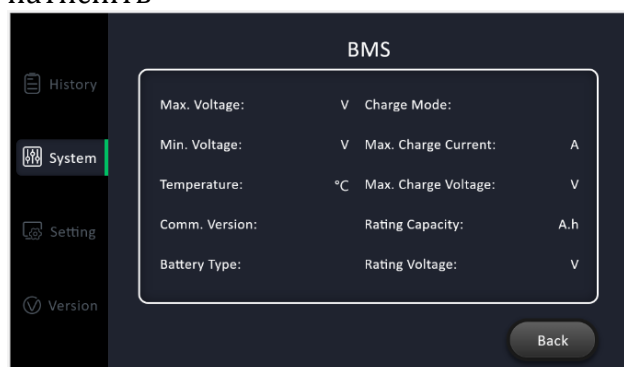 BMS
History
System
Setting
Version
Max. Voltage: V Charge Mode:
Min. Voltage: V Max. Charge Current: A
Temperature: °C Max. Charge Voltage: V
Comm. Version: Rating Capacity: A.h
Battery Type: Rating Voltage: V
Back